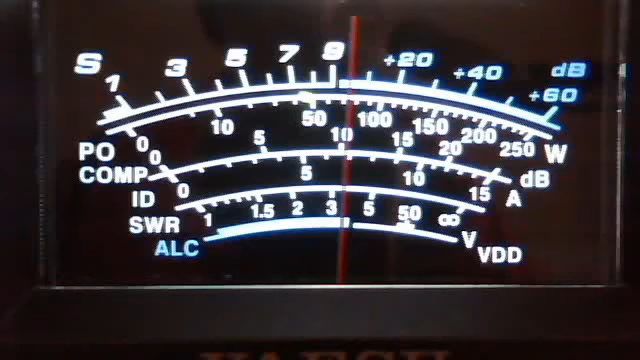 S 1 3 5 7 9 +20 +40 +60 dB
PO 0 10 50 100 150 200 250 W
COMP 0 5 10 15 20 dB
ID 0 5 10 15 A
SWR 1 1.5 2 3 5 50 ∞
ALC V VDD